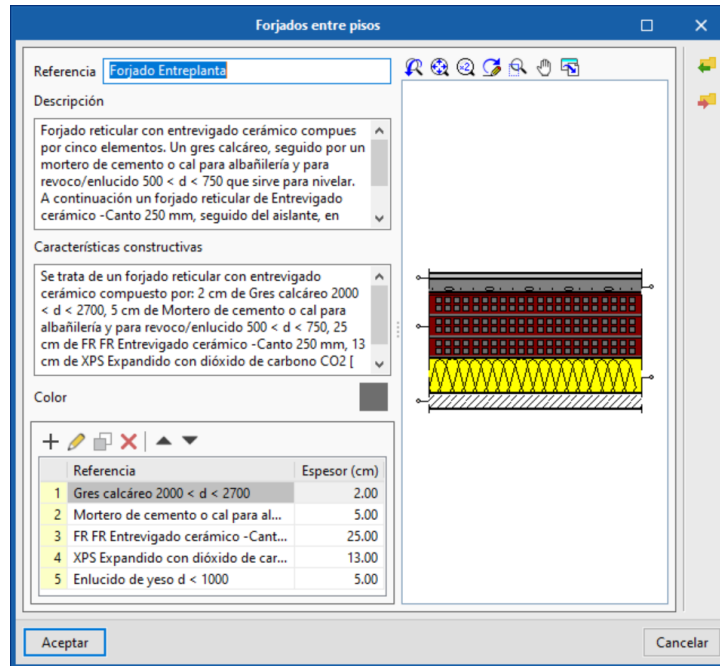 Forjados entre pisos
Referencia Forjado Entreplanta
Descripción
Forjado reticular con entrevigado cerámico compues
por cinco elementos. Un gres calcáreo, seguido por un
mortero de cemento o cal para albañilería y para
revoco/enlucido 500 < d < 750 que sirve para nivelar.
A continuación un forjado reticular de Entrevigado
cerámico -Canto 250 mm, seguido del aislante, en
Características constructivas
Se trata de un forjado reticular con entrevigado
cerámico compuesto por: 2 cm de Gres calcáreo 2000
< d < 2700, 5 cm de Mortero de cemento o cal para
albañilería y para revoco/enlucido 500 < d < 750, 25
cm de FR FR Entrevigado cerámico -Canto 250 mm, 13
cm de XPS Expandido con dióxido de carbono CO2 [
Color
Referencia Espesor (cm)
1 Gres calcáreo 2000 < d < 2700 2.00
2 Mortero de cemento o cal para al... 5.00
3 FR FR Entrevigado cerámico -Cant... 25.00
4 XPS Expandido con dióxido de car... 13.00
5 Enlucido de yeso d < 1000 5.00
Aceptar
Cancelar